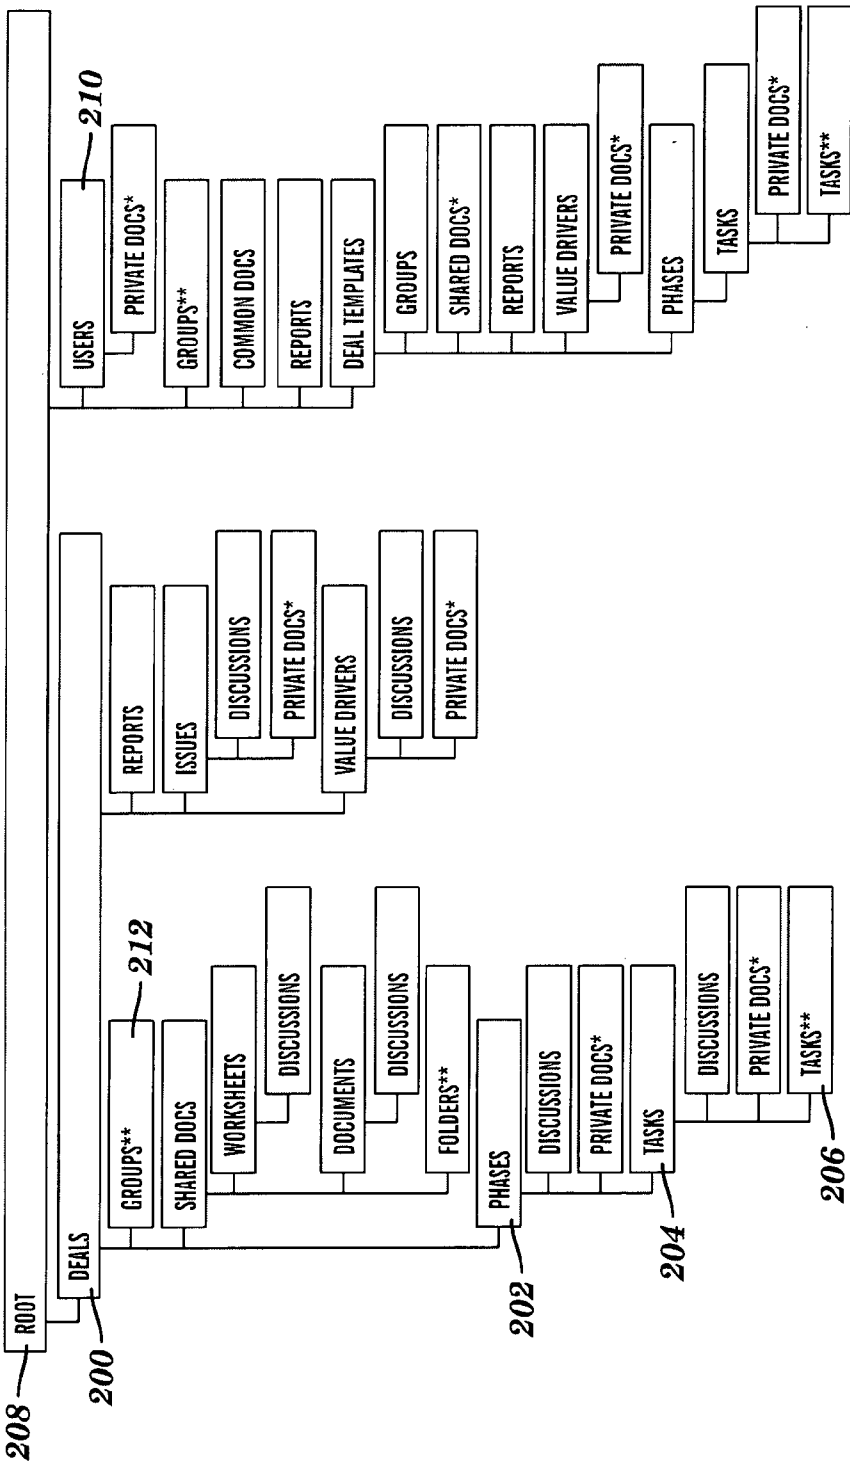 208
ROOT
200
DEALS
GROUPS**
212
SHARED DOCS
WORKSHEETS
DISCUSSIONS
DOCUMENTS
DISCUSSIONS
FOLDERS**
202
PHASES
DISCUSSIONS
PRIVATE DOCS*
204
TASKS
DISCUSSIONS
PRIVATE DOCS*
206
TASKS**
REPORTS
ISSUES
DISCUSSIONS
PRIVATE DOCS*
VALUE DRIVERS
DISCUSSIONS
PRIVATE DOCS*
USERS
210
PRIVATE DOCS*
GROUPS**
COMMON DOCS
REPORTS
DEAL TEMPLATES
GROUPS
SHARED DOCS*
REPORTS
VALUE DRIVERS
PRIVATE DOCS*
PHASES
TASKS
PRIVATE DOCS*
TASKS**